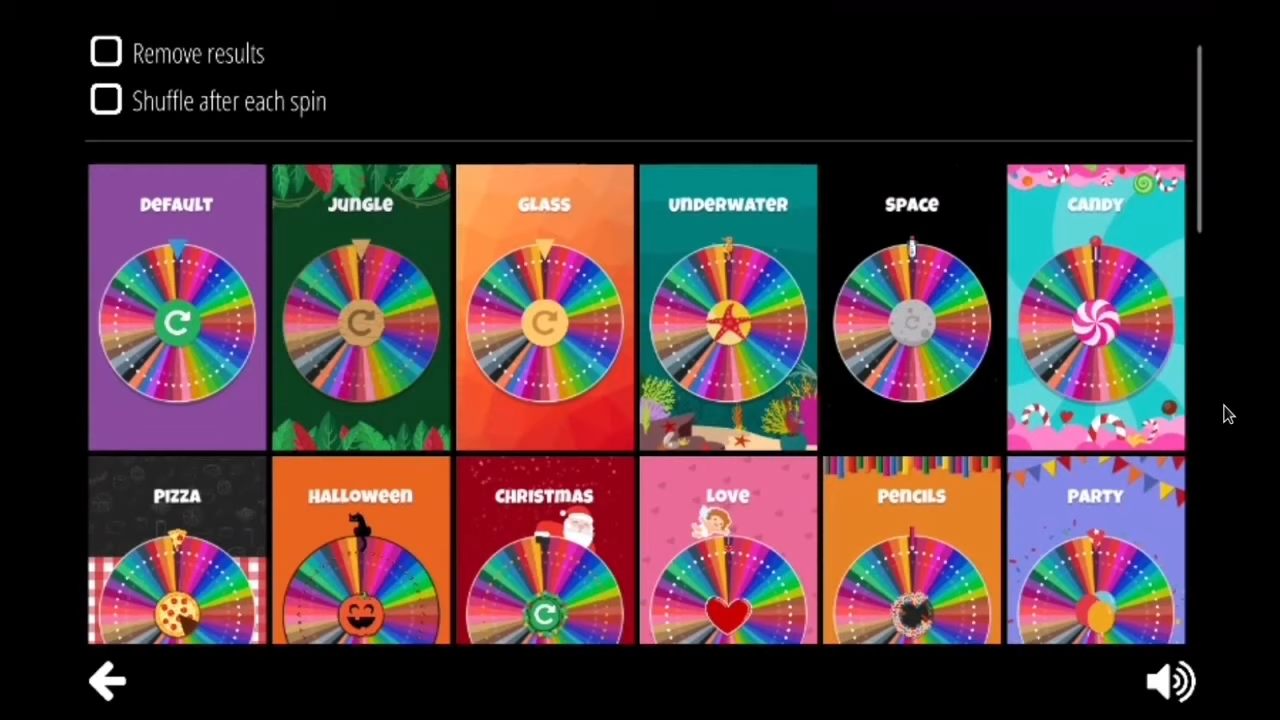 Remove results
Shuffle after each spin
DEFAULT
JUNGLE
GLASS
UNDERWATER
SPACE
CANDY
PIZZA
HALLOWEEN
CHRISTMAS
LOVE
PENCILS
PARTY